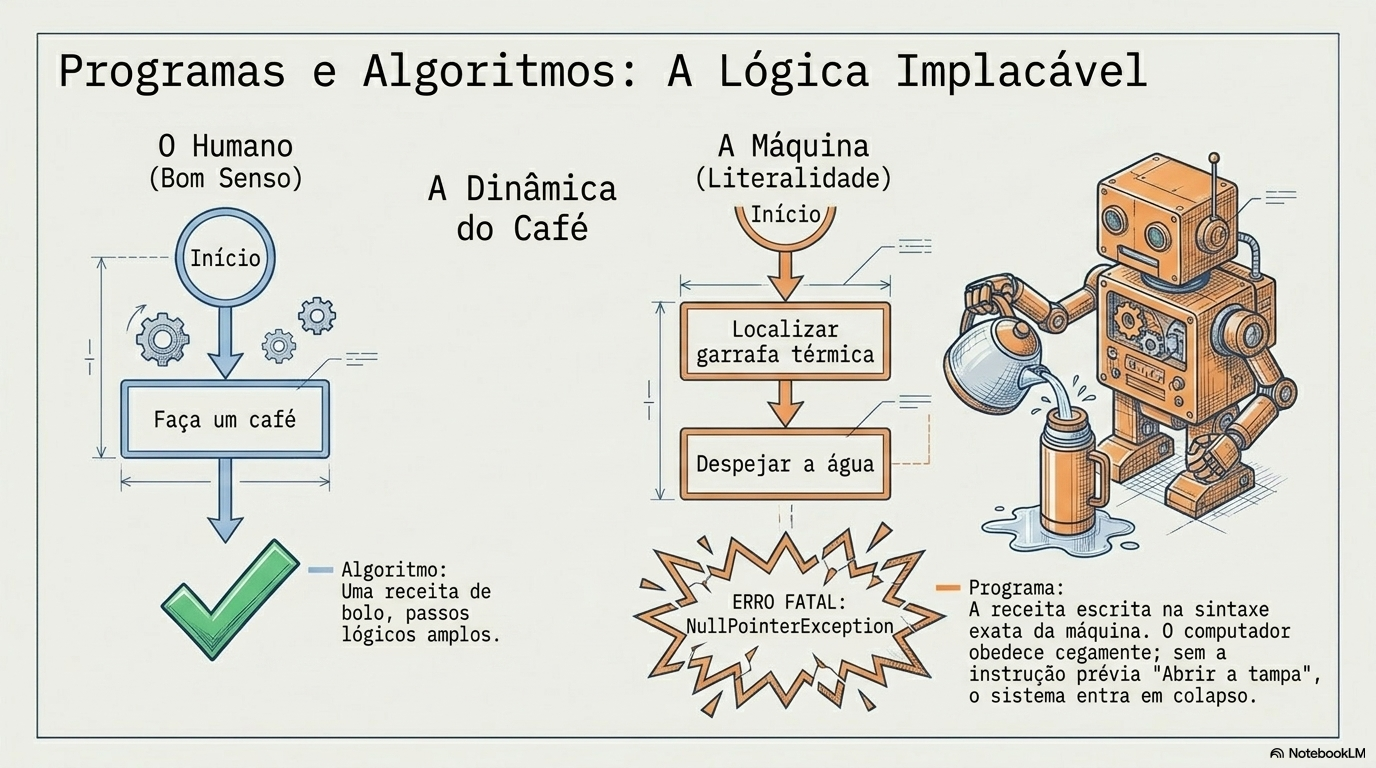 Programas e Algoritmos: A Lógica Implacável
O Humano
(Bom Senso)
Início
Faça um café
Algoritmo:
Uma receita de
bolo, passos
lógicos amplos.
A Dinâmica
do Café
A Máquina
(Literalidade)
Início
Localizar
garrafa térmica
Despejar a água
ERRO FATAL:
NullPointerException
Programa:
A receita escrita na sintaxe
exata da máquina. O computador
obedece cegamente; sem a
instrução prévia "Abrir a tampa",
o sistema entra em colapso.
NotebookLM